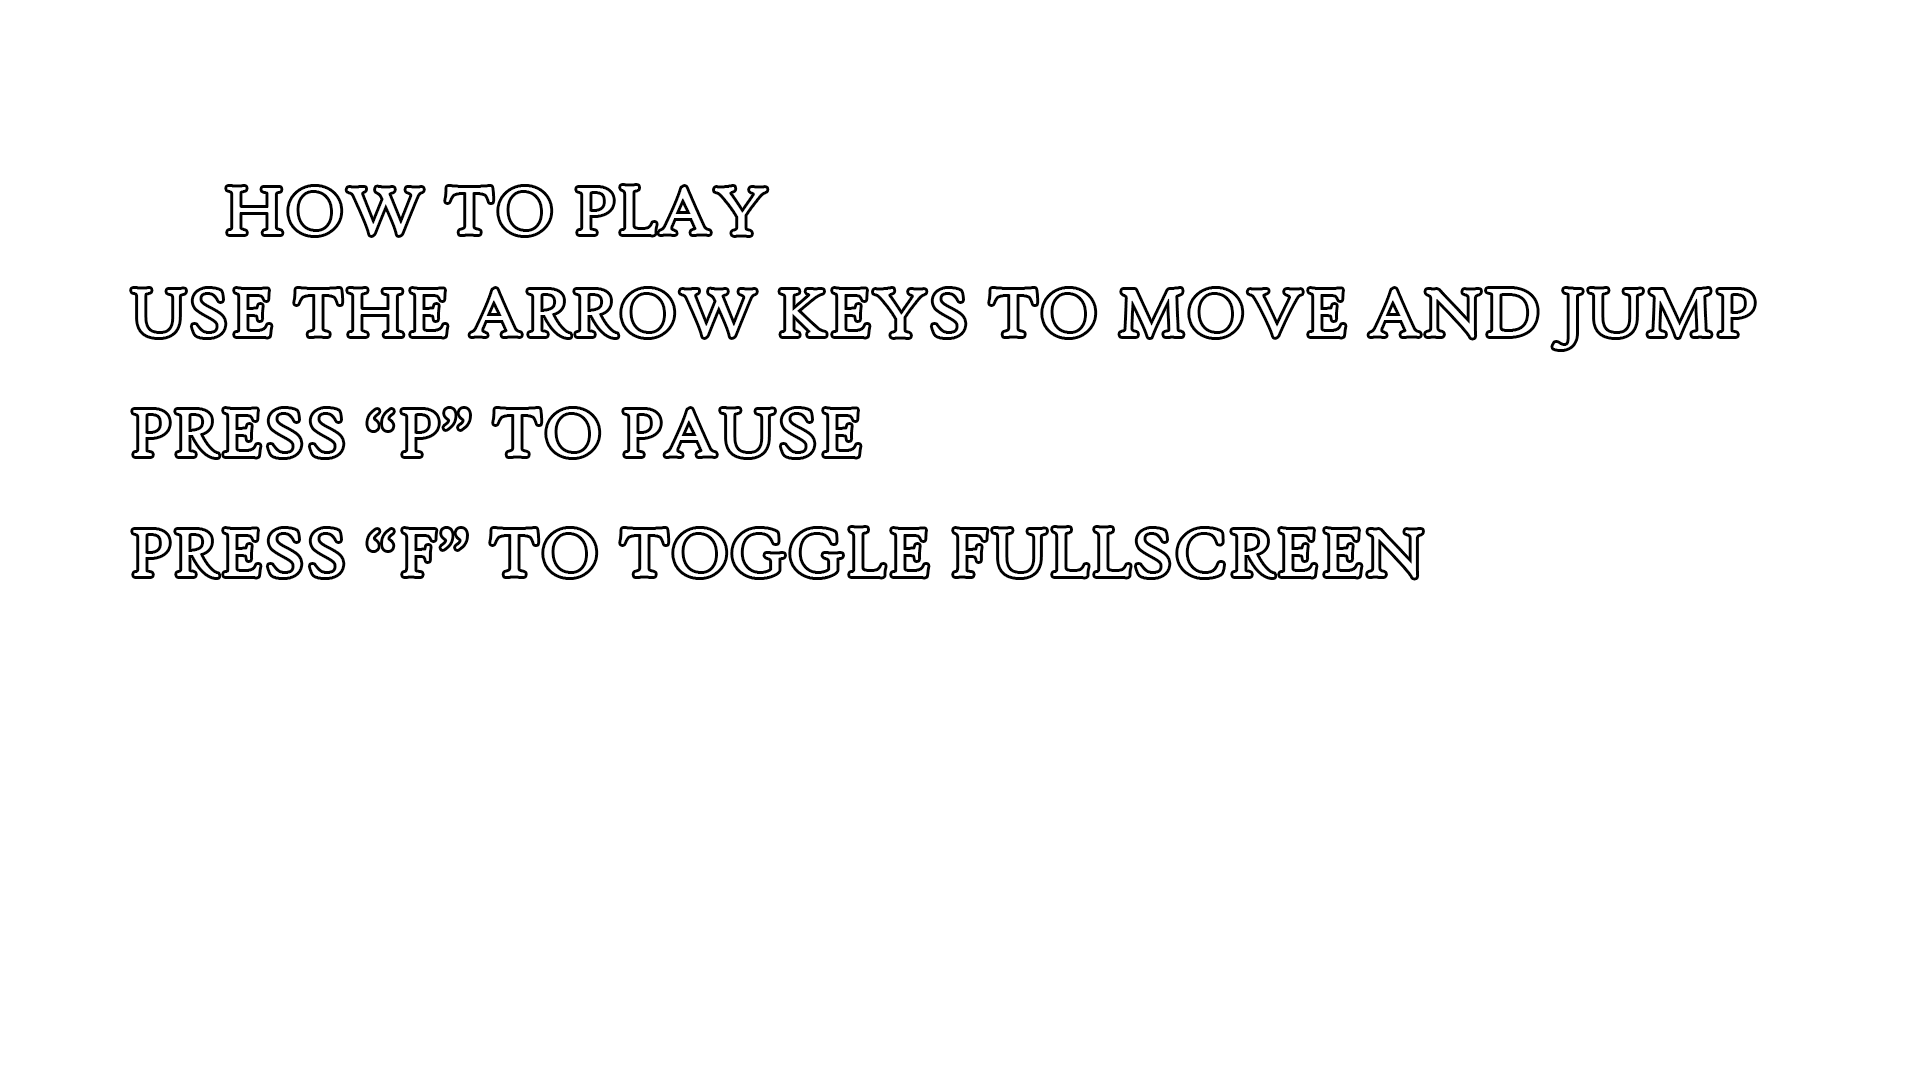 HOW TO PLAY
USE THE ARROW KEYS TO MOVE AND JUMP
PRESS “P” TO PAUSE
PRESS “F” TO TOGGLE FULLSCREEN